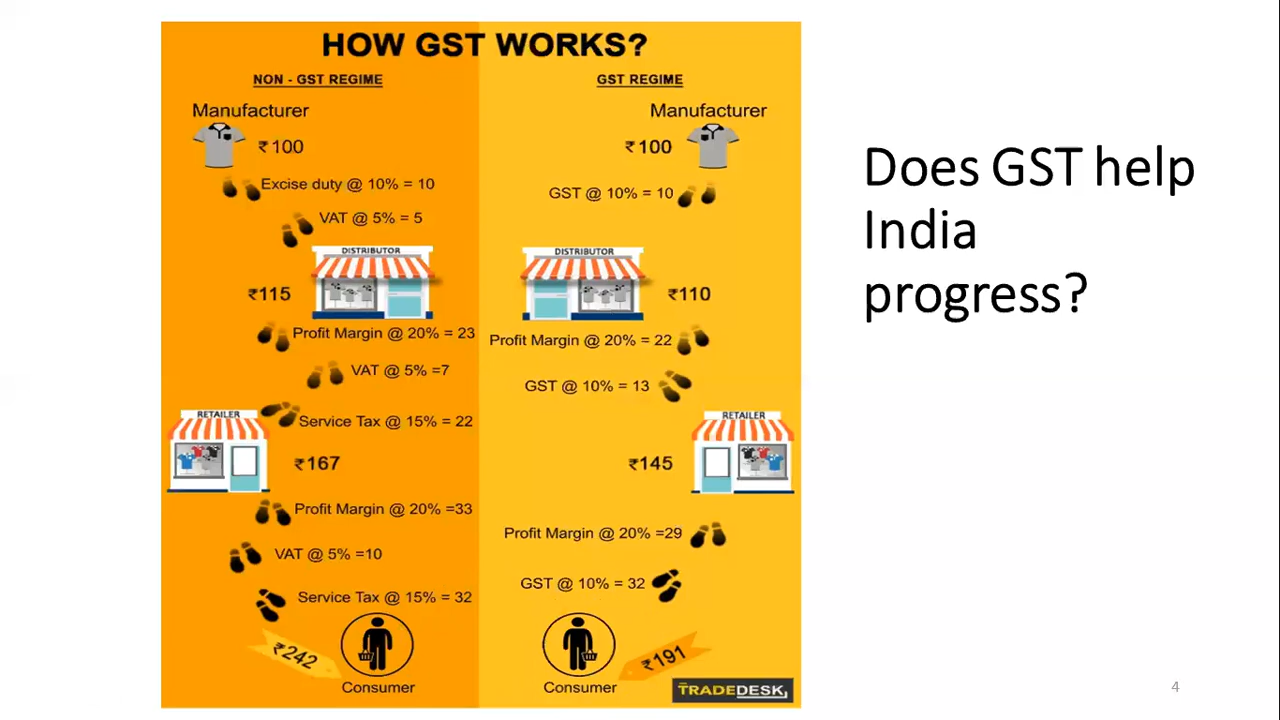 HOW GST WORKS?
NON - GST REGIME
Manufacturer
₹100
Excise duty @ 10% = 10
VAT @ 5% = 5
DISTRIBUTOR
₹115
Profit Margin @ 20% = 23
VAT @ 5% =7
RETAILER
Service Tax @ 15% = 22
₹167
Profit Margin @ 20% =33
VAT @ 5% =10
Service Tax @ 15% = 32
₹242
Consumer
GST REGIME
Manufacturer
₹100
GST @ 10% = 10
DISTRIBUTOR
₹110
Profit Margin @ 20% = 22
GST @ 10% = 13
RETAILER
₹145
Profit Margin @ 20% =29
GST @ 10% = 32
₹191
Consumer
TRADEDESK
Does GST help
India
progress?
4